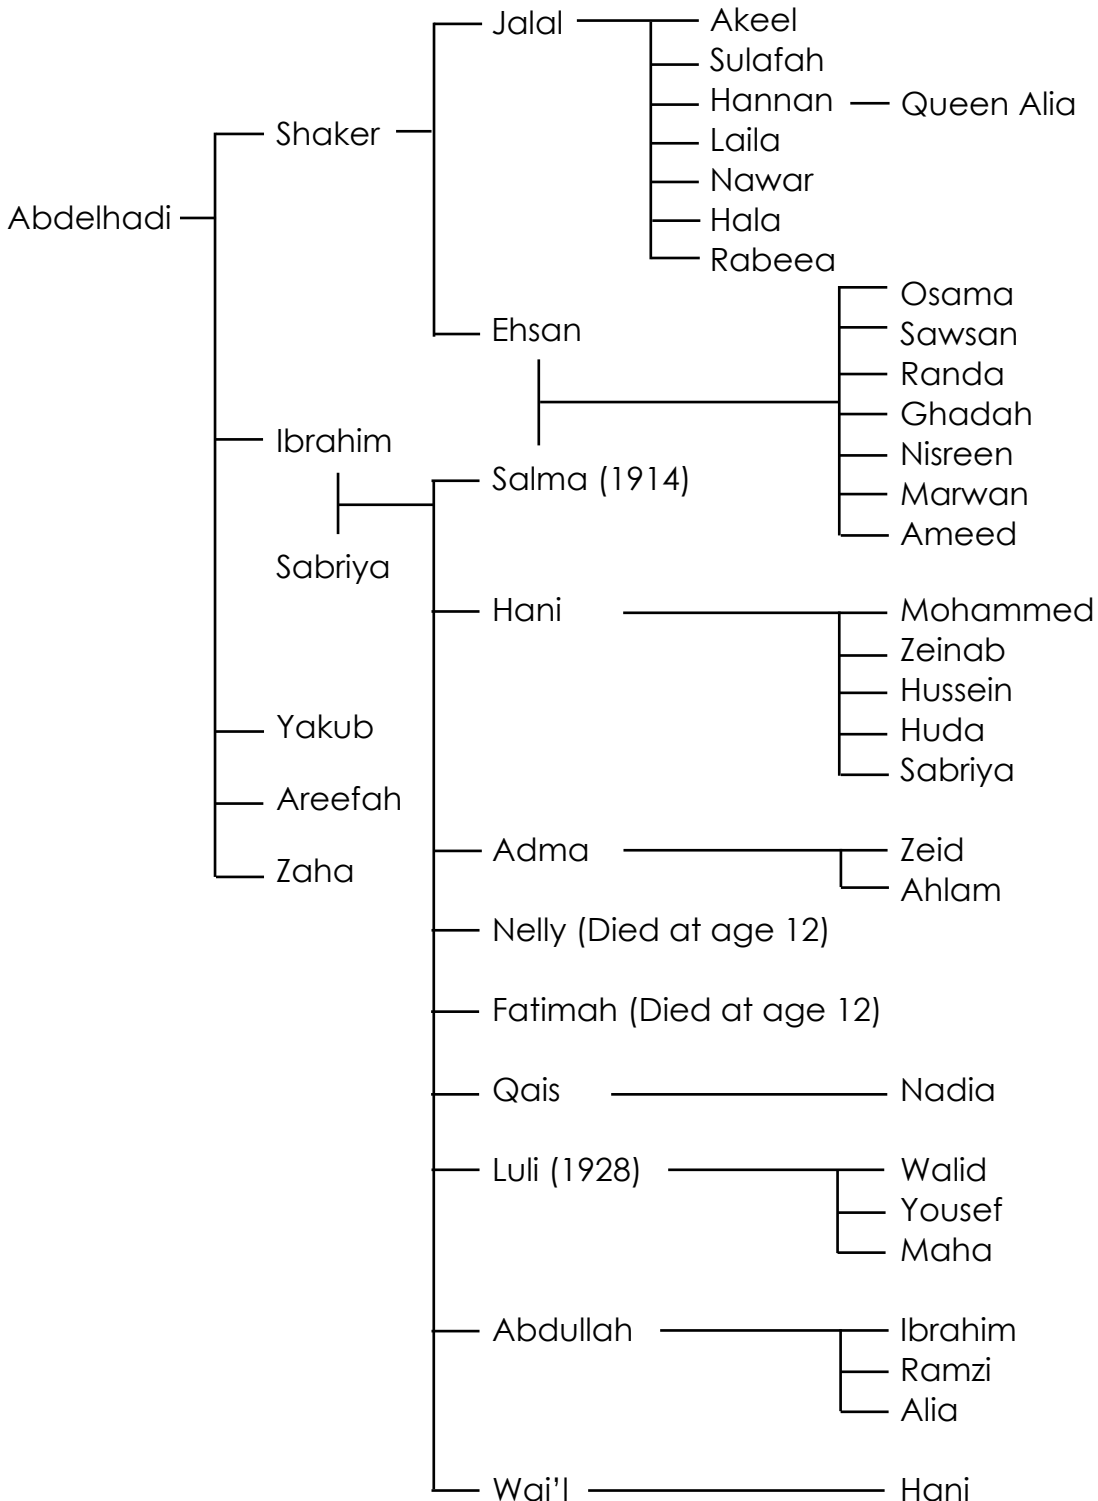 Jalal
Akeel
Sulafah
Hannan
Queen Alia
Laila
Shaker
Nawar
Abdelhadi
Hala
Rabeea
Osama
Ehsan
Sawsan
Randa
Ghadah
Ibrahim
Nisreen
Salma (1914)
Marwan
Ameed
Sabriya
Hani
Mohammed
Zeinab
Hussein
Yakub
Huda
Sabriya
Areefah
Adma
Zeid
Zaha
Ahlam
Nelly (Died at age 12)
Fatimah (Died at age 12)
Qais
Nadia
Luli (1928)
Walid
Yousef
Maha
Abdullah
Ibrahim
Ramzi
Alia
Wai’l
Hani